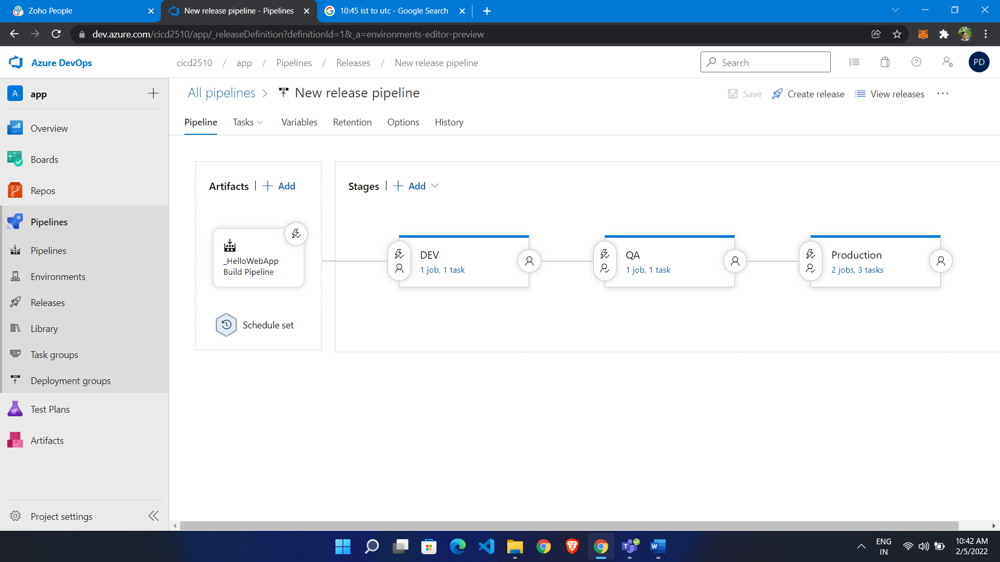 Zoho People
New release pipeline - Pipelines
10:45 ist to utc - Google Search
dev.azure.com/cicd2510/app/_releaseDefinition?definitionId=1&_a=environments-editor-preview
Azure DevOps
cicd2510 / app / Pipelines / Releases / New release pipeline
Search
PD
A app
All pipelines > New release pipeline
Save
Create release
View releases
Pipeline
Tasks
Variables
Retention
Options
History
Overview
Boards
Repos
Pipelines
Pipelines
Environments
Releases
Library
Task groups
Deployment groups
Test Plans
Artifacts
Project settings
Artifacts | + Add
_HelloWebApp
Build Pipeline
Schedule set
Stages | + Add
DEV
1 job, 1 task
QA
1 job, 1 task
Production
2 jobs, 3 tasks
ENG
IN
10:42 AM
2/5/2022